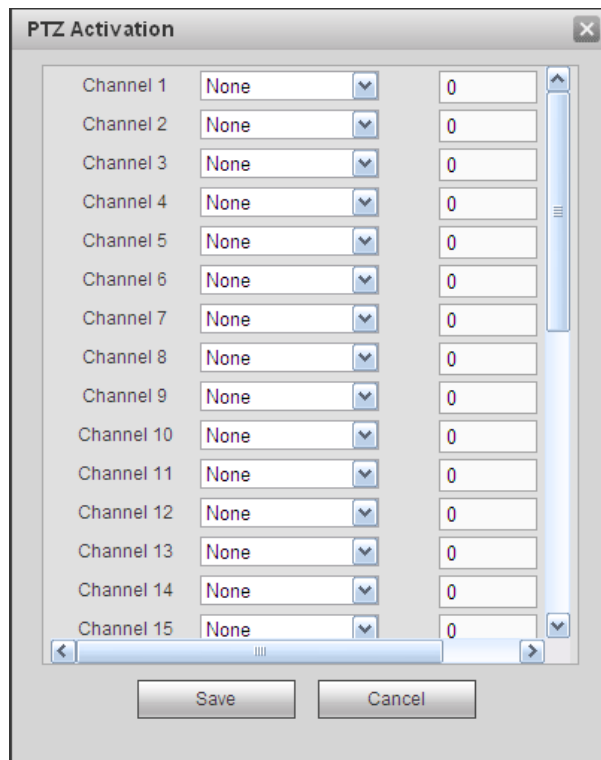 PTZ Activation
Channel 1 None 0
Channel 2 None 0
Channel 3 None 0
Channel 4 None 0
Channel 5 None 0
Channel 6 None 0
Channel 7 None 0
Channel 8 None 0
Channel 9 None 0
Channel 10 None 0
Channel 11 None 0
Channel 12 None 0
Channel 13 None 0
Channel 14 None 0
Channel 15 None 0
Save Cancel